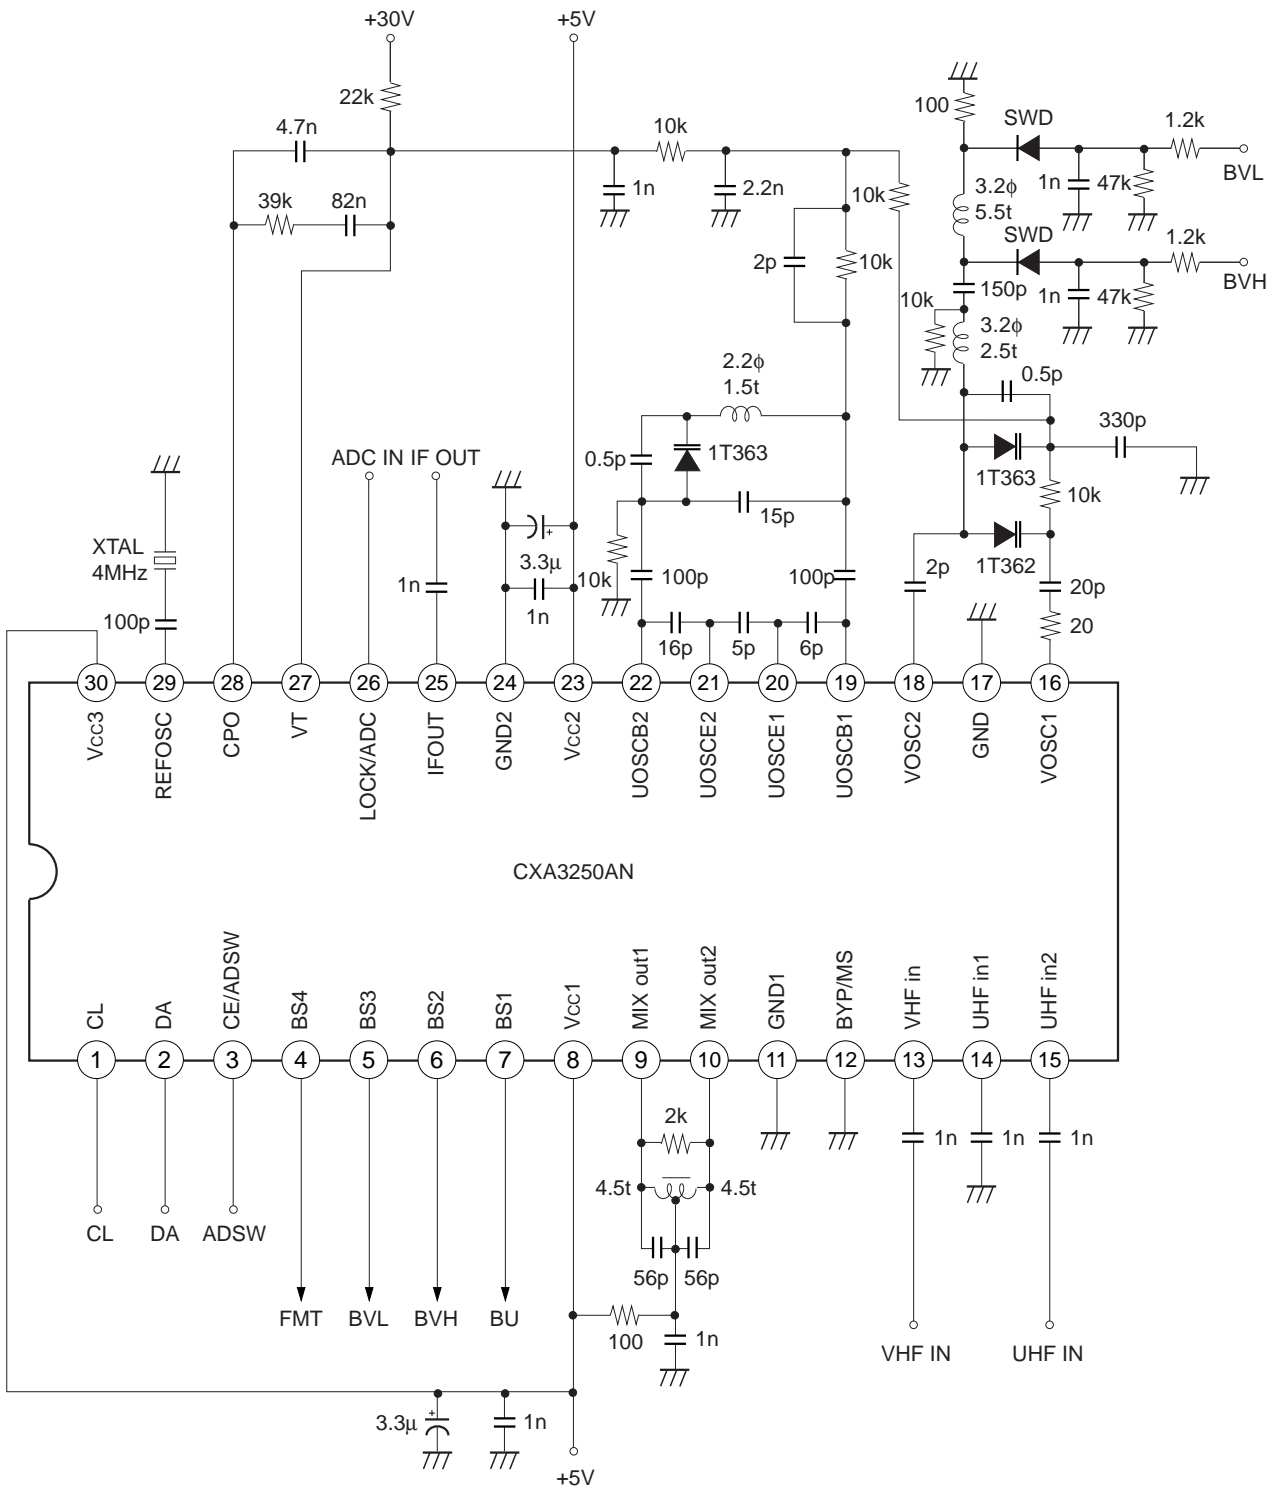 +30V
+5V
22k
4.7n
39k
82n
10k
1n
2.2n
10k
2p
10k
100
SWD
1.2k
BVL
1n
47k
3.2ϕ
5.5t
SWD
1.2k
BVH
150p
1n
47k
10k
3.2ϕ
2.5t
0.5p
330p
1T363
10k
1T362
2p
20p
20
2.2ϕ
1.5t
0.5p
1T363
15p
10k
100p
100p
16p
5p
6p
ADC IN
IF OUT
XTAL
4MHz
100p
1n
3.3µ
+
1n
30
29
28
27
26
25
24
23
22
21
20
19
18
17
16
Vcc3
REFOSC
CPO
VT
LOCK/ADC
IFOUT
GND2
Vcc2
UOSCB2
UOSCE2
UOSCE1
UOSCB1
VOSC2
GND
VOSC1
CXA3250AN
CL
DA
CE/ADSW
BS4
BS3
BS2
BS1
Vcc1
MIX out1
MIX out2
GND1
BYP/MS
VHF in
UHF in1
UHF in2
1
2
3
4
5
6
7
8
9
10
11
12
13
14
15
2k
4.5t
4.5t
56p
56p
100
1n
1n
1n
1n
CL
DA
ADSW
FMT
BVL
BVH
BU
VHF IN
UHF IN
3.3µ
+
1n
+5V